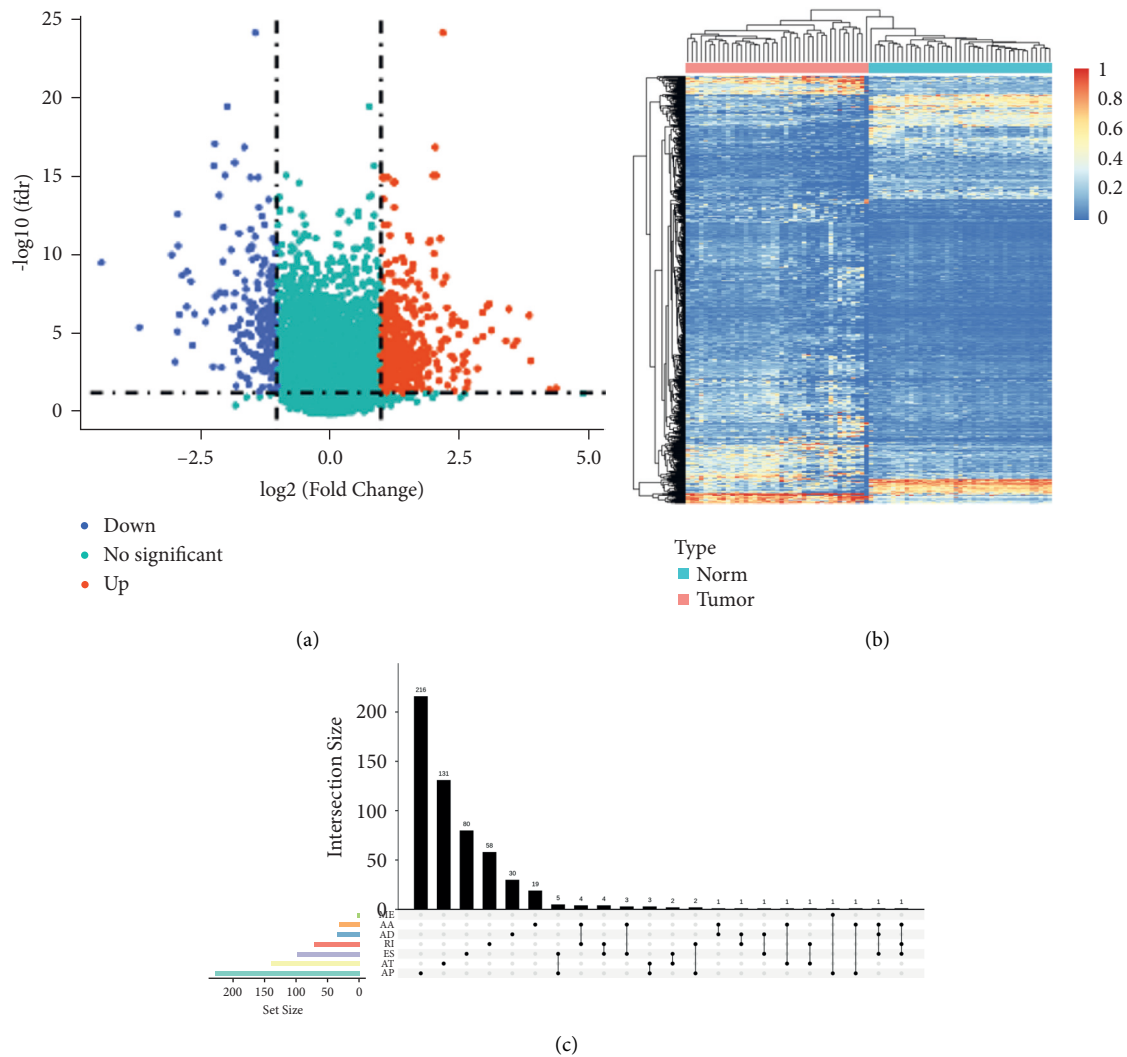 25
20
15
10
5
0
-log10 (fdr)
−2.5 0.0 2.5 5.0
log2 (Fold Change)
Down
No significant
Up
(a)
1
0.8
0.6
0.4
0.2
0
Type
Norm
Tumor
(b)
216
131
80
58
30
19
5 4 4 3 3 2 2 1 1 1 1 1 1 1 1 1
200
150
100
50
0
Intersection Size
ME
AA
AD
RI
ES
AT
AP
200 150 100 50 0
Set Size
(c)